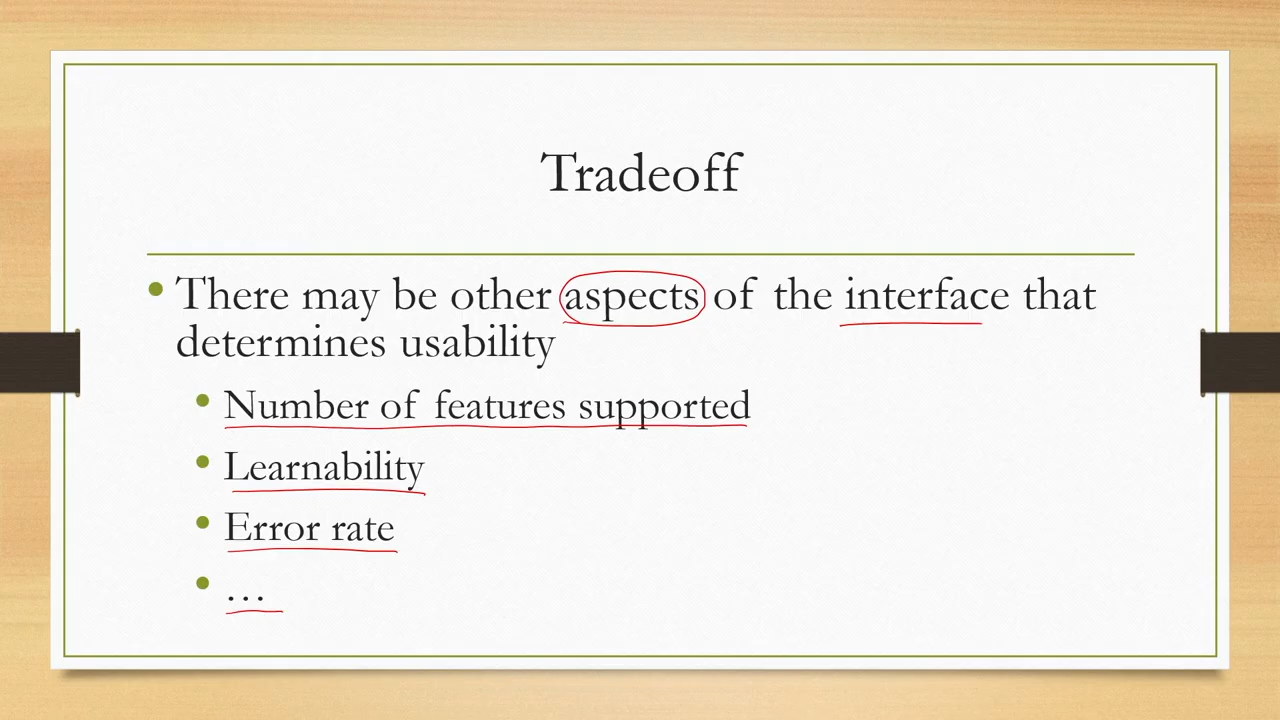 Tradeoff
• There may be other aspects of the interface that
determines usability
• Number of features supported
• Learnability
• Error rate
• …